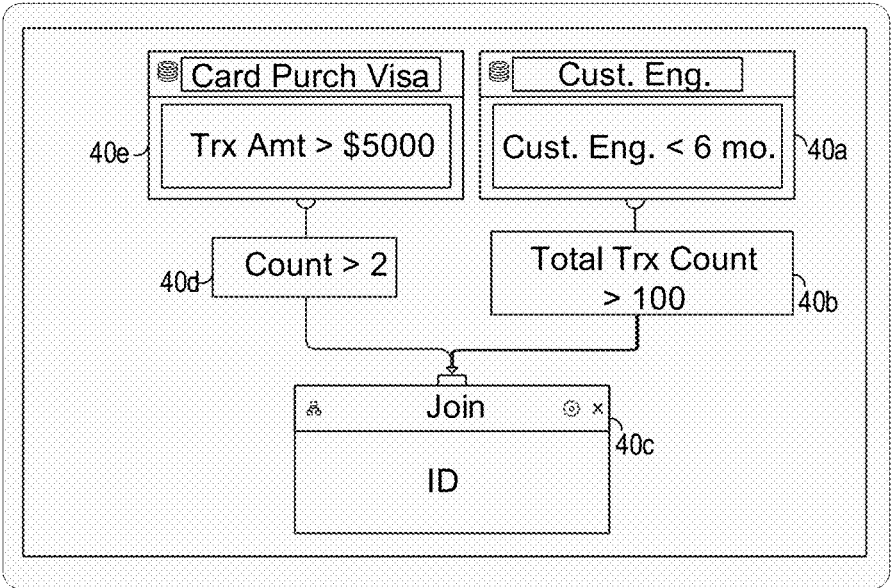 Card Purch Visa
Trx Amt > $5000
40e
Cust. Eng.
Cust. Eng. < 6 mo.
40a
Count > 2
40d
Total Trx Count
> 100
40b
Join
×
ID
40c